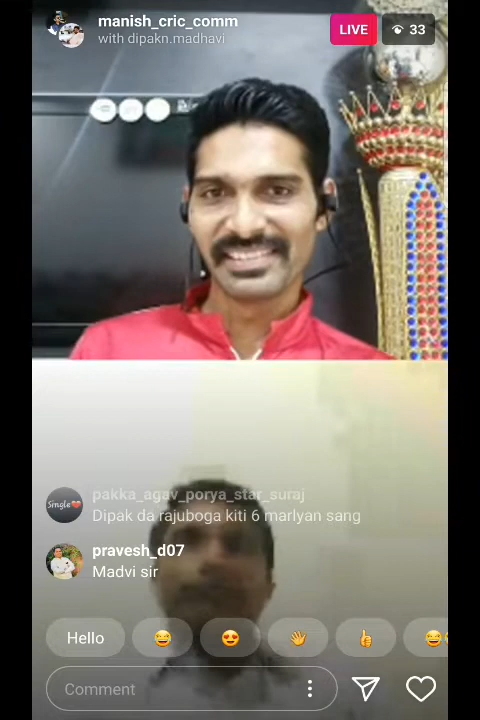 manish_cric_comm
with dipakn.madhavi
LIVE
33
pakka_agav_porya_star_suraj
Single
Dipak da rajuboga kiti 6 marlyan sang
pravesh_d07
Madvi sir
Hello
Comment